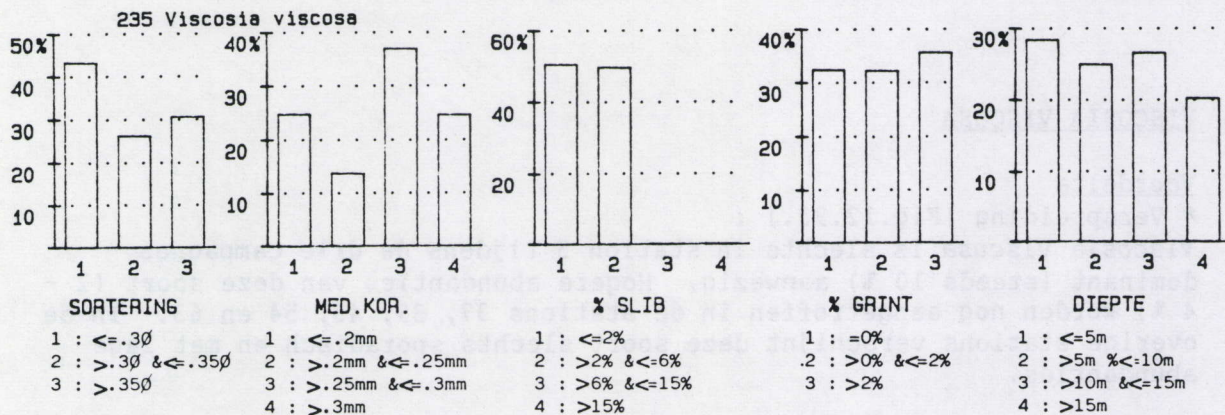 235 Viscosia viscosa
50%
40
30
20
10
1 2 3
SORTERING
1 : <=.3Ø
2 : >.3Ø &<=.35Ø
3 : >.35Ø
40%
30
20
10
1 2 3 4
MED.KOR.
1 : <=.2mm
2 : >.2mm &<=.25mm
3 : >.25mm &<=.3mm
4 : >.3mm
60%
40
20
1 2 3 4
% SLIB
1 : <=2%
2 : >2% &<=6%
3 : >6% &<=15%
4 : >15%
40%
30
20
10
1 2 3
% GRINT
1 : 0%
2 : >0% &<=2%
3 : >2%
30%
20
10
1 2 3 4
DIEPTE
1 : <=5m
2 : >5m %<=10m
3 : >10m &<=15m
4 : >15m